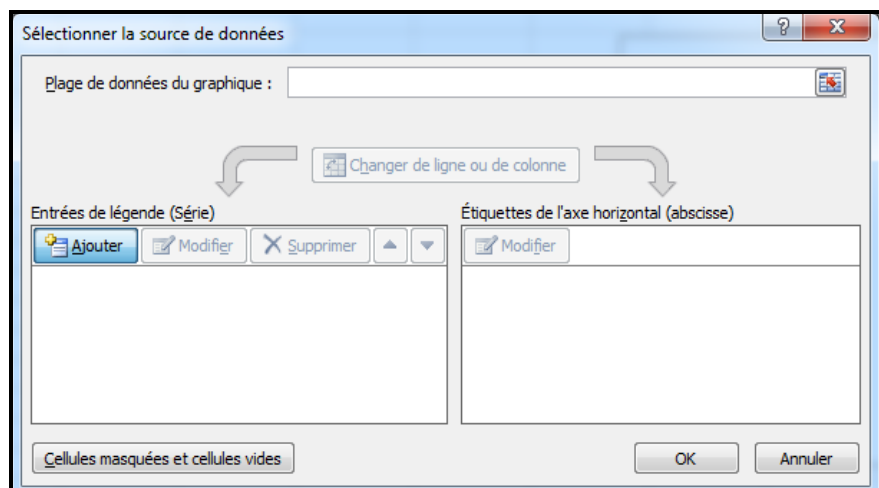 Sélectionner la source de données
Plage de données du graphique :
Changer de ligne ou de colonne
Entrées de légende (Série)
Étiquettes de l'axe horizontal (abscisse)
Ajouter Modifier Supprimer
Modifier
Cellules masquées et cellules vides
OK Annuler